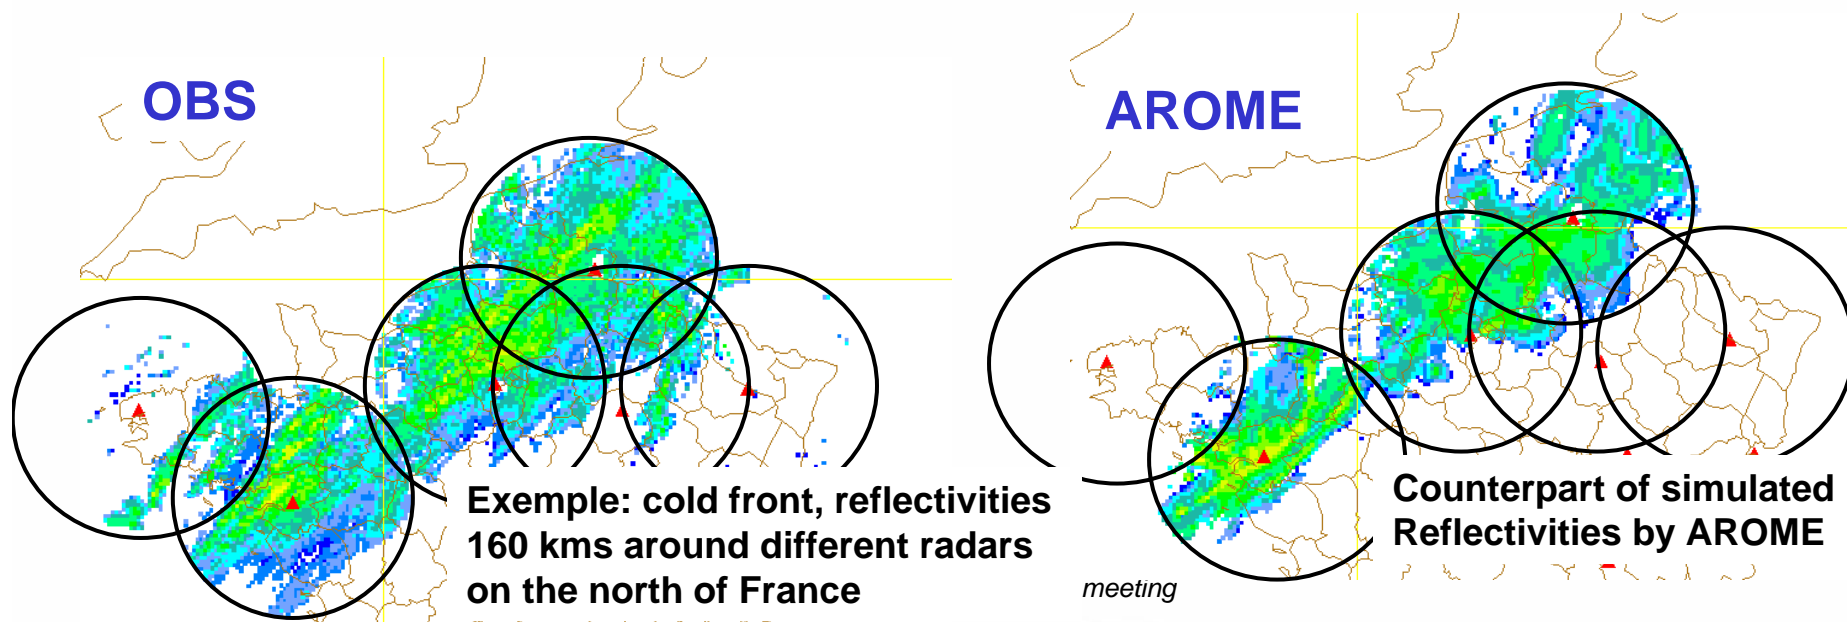 OBS
AROME
Exemple: cold front, reflectivities
160 kms around different radars
on the north of France
Counterpart of simulated
Reflectivities by AROME
meeting